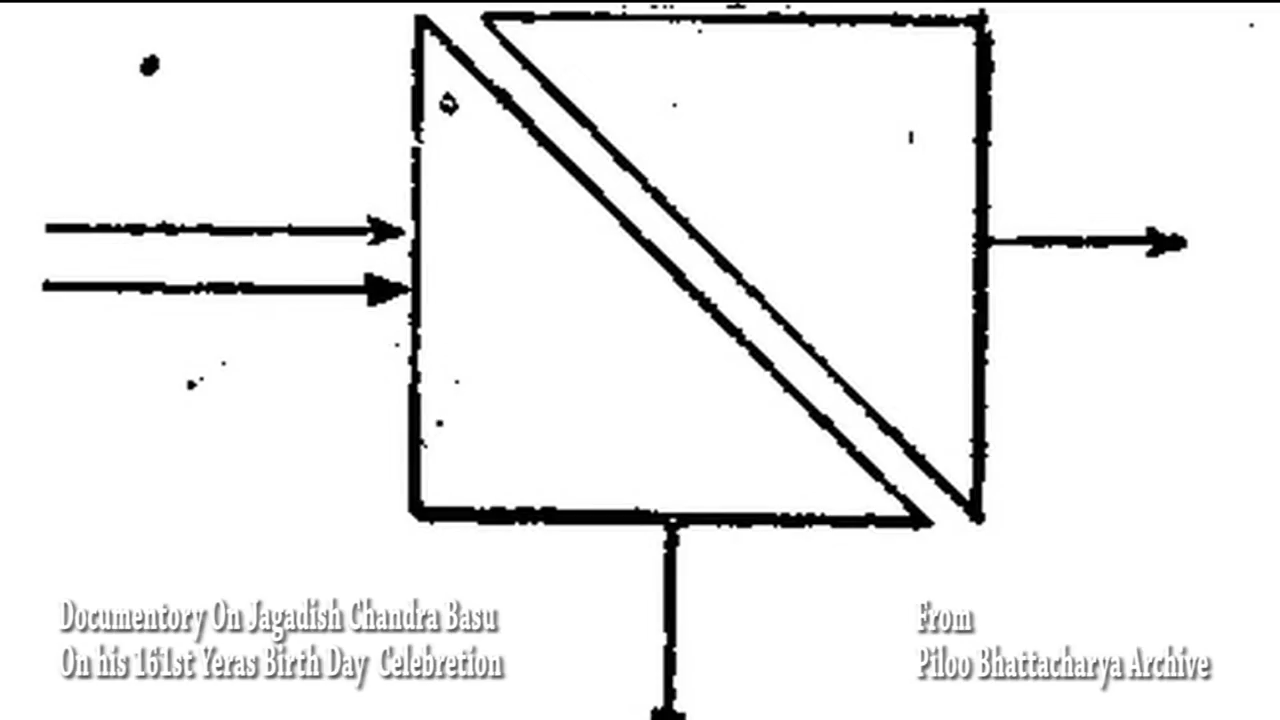 Documentory On Jagadish Chandra Basu
On his 161st Yeras Birth Day Celebretion
From
Piloo Bhattacharya Archive